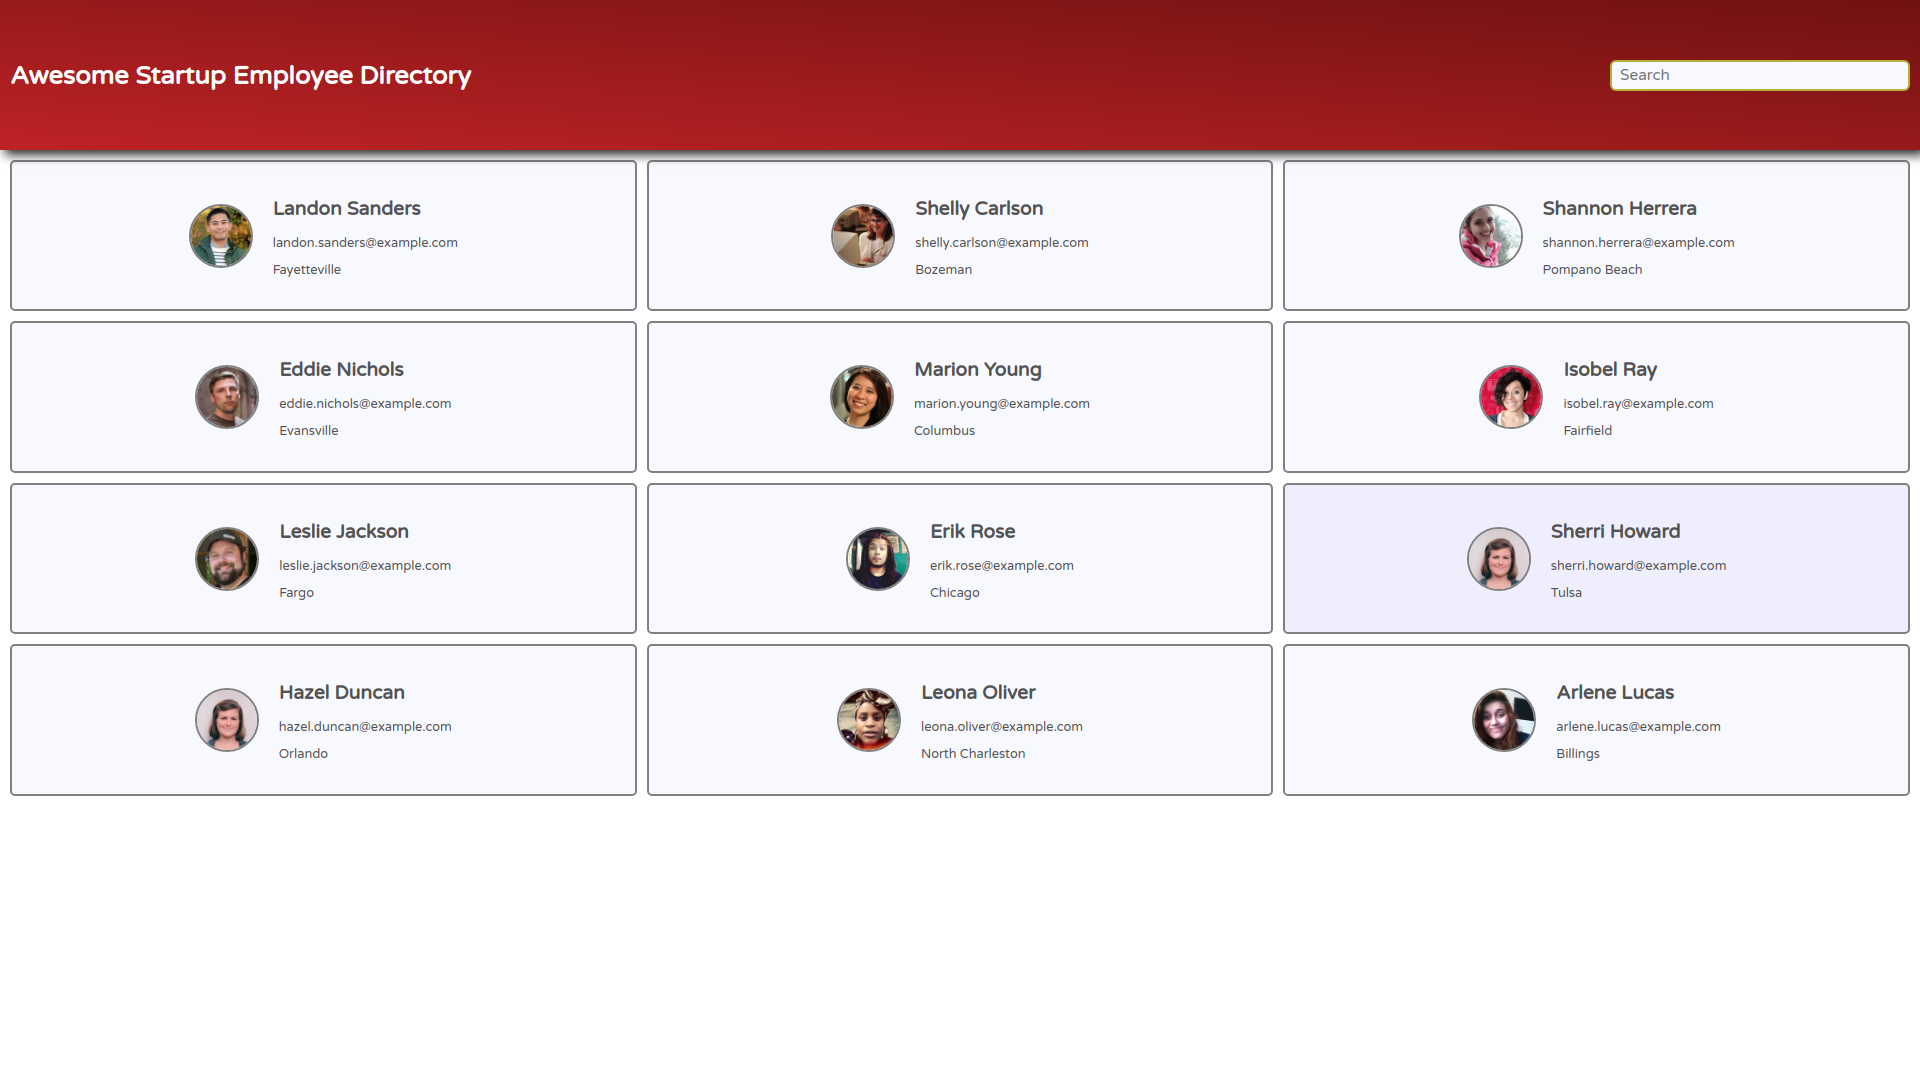 Awesome Startup Employee Directory
Search
Landon Sanders
landon.sanders@example.com
Fayetteville
Shelly Carlson
shelly.carlson@example.com
Bozeman
Shannon Herrera
shannon.herrera@example.com
Pompano Beach
Eddie Nichols
eddie.nichols@example.com
Evansville
Marion Young
marion.young@example.com
Columbus
Isobel Ray
isobel.ray@example.com
Fairfield
Leslie Jackson
leslie.jackson@example.com
Fargo
Erik Rose
erik.rose@example.com
Chicago
Sherri Howard
sherri.howard@example.com
Tulsa
Hazel Duncan
hazel.duncan@example.com
Orlando
Leona Oliver
leona.oliver@example.com
North Charleston
Arlene Lucas
arlene.lucas@example.com
Billings